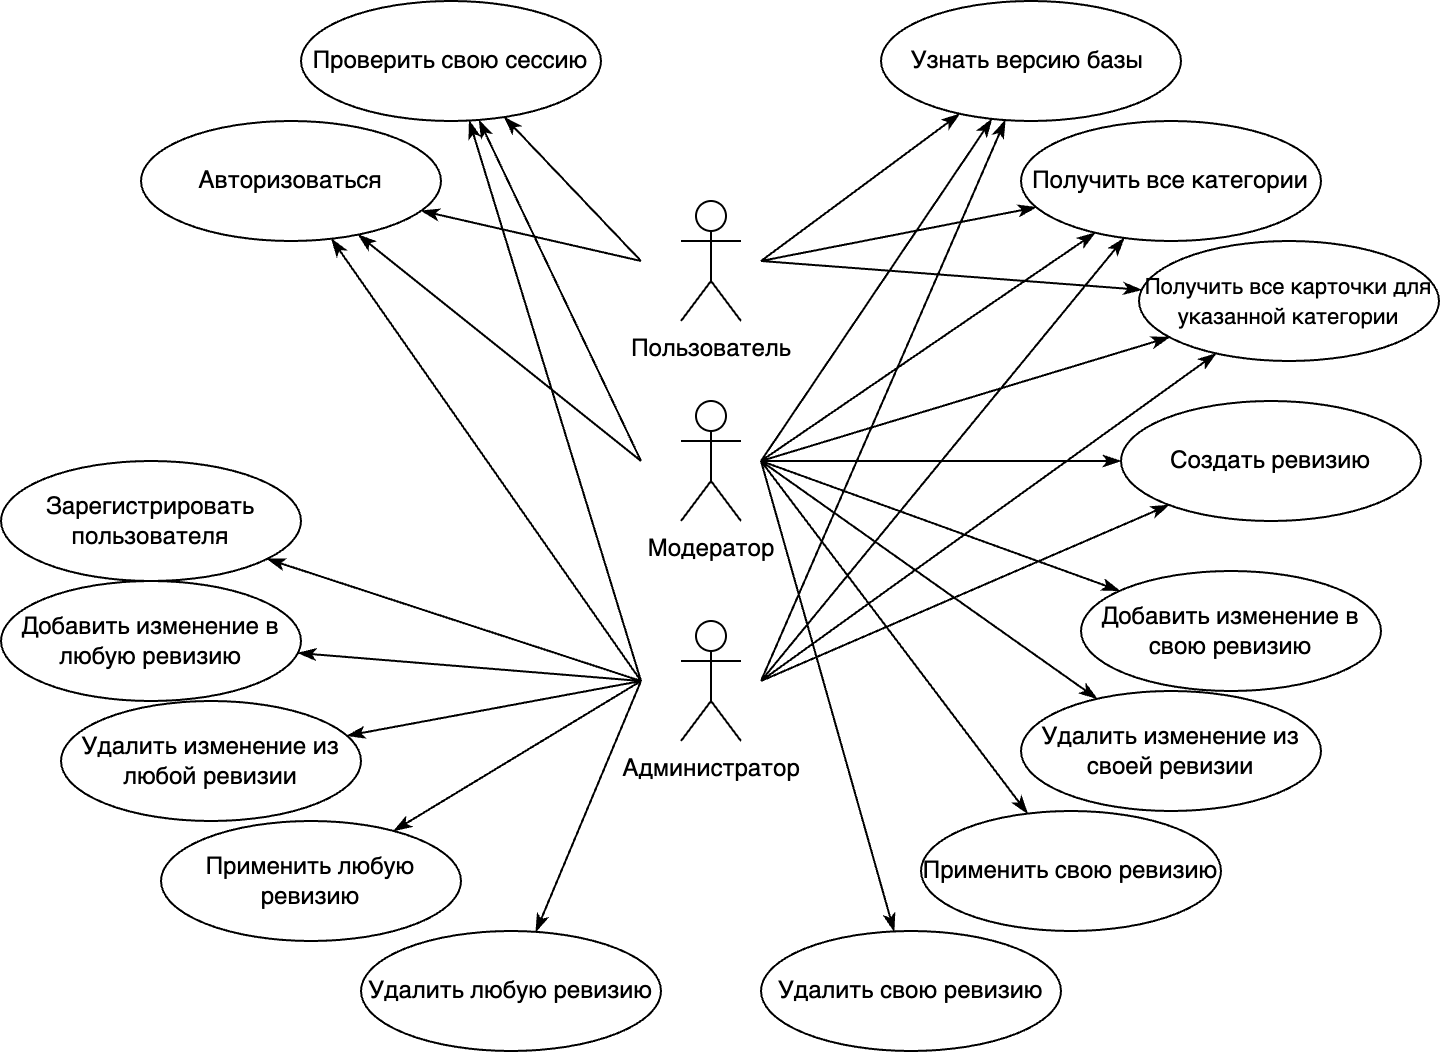 Проверить свою сессию
Узнать версию базы
Авторизоваться
Получить все категории
Получить все карточки для
указанной категории
Пользователь
Создать ревизию
Модератор
Зарегистрировать
пользователя
Добавить изменение в
любую ревизию
Добавить изменение в
свою ревизию
Удалить изменение из
любой ревизии
Удалить изменение из
своей ревизии
Администратор
Применить любую
ревизию
Применить свою ревизию
Удалить любую ревизию
Удалить свою ревизию